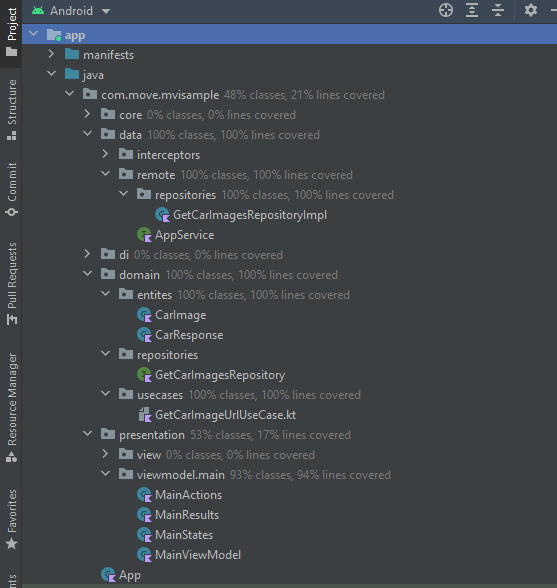 Android
app
manifests
java
com.move.mvisample 48% classes, 21% lines covered
core 0% classes, 0% lines covered
data 100% classes, 100% lines covered
interceptors
remote 100% classes, 100% lines covered
repositories 100% classes, 100% lines covered
GetCarImagesRepositoryImpl
AppService
di 0% classes, 0% lines covered
domain 100% classes, 100% lines covered
entites 100% classes, 100% lines covered
CarImage
CarResponse
repositories
GetCarImagesRepository
usecases 100% classes, 100% lines covered
GetCarImageUrlUseCase.kt
presentation 53% classes, 17% lines covered
view 0% classes, 0% lines covered
viewmodel.main 93% classes, 94% lines covered
MainActions
MainResults
MainStates
MainViewModel
App
Project
Structure
Commit
Pull Requests
Resource Manager
Favorites